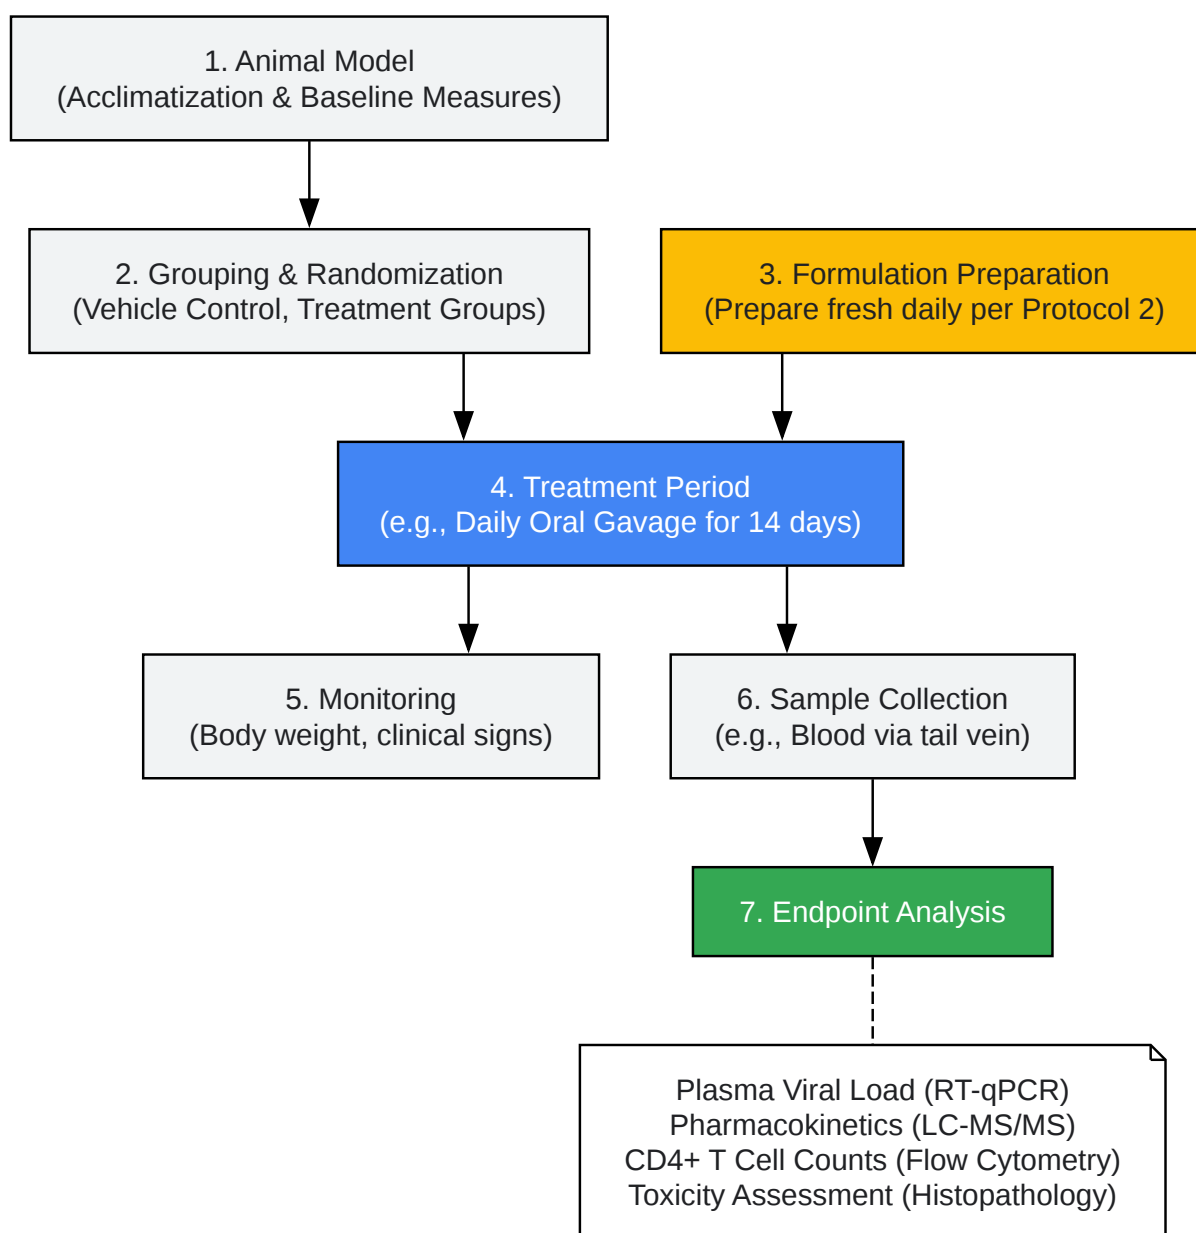 1. Animal Model
(Acclimatization & Baseline Measures)
2. Grouping & Randomization
(Vehicle Control, Treatment Groups)
3. Formulation Preparation
(Prepare fresh daily per Protocol 2)
4. Treatment Period
(e.g., Daily Oral Gavage for 14 days)
5. Monitoring
(Body weight, clinical signs)
6. Sample Collection
(e.g., Blood via tail vein)
7. Endpoint Analysis
Plasma Viral Load (RT-qPCR)
Pharmacokinetics (LC-MS/MS)
CD4+ T Cell Counts (Flow Cytometry)
Toxicity Assessment (Histopathology)